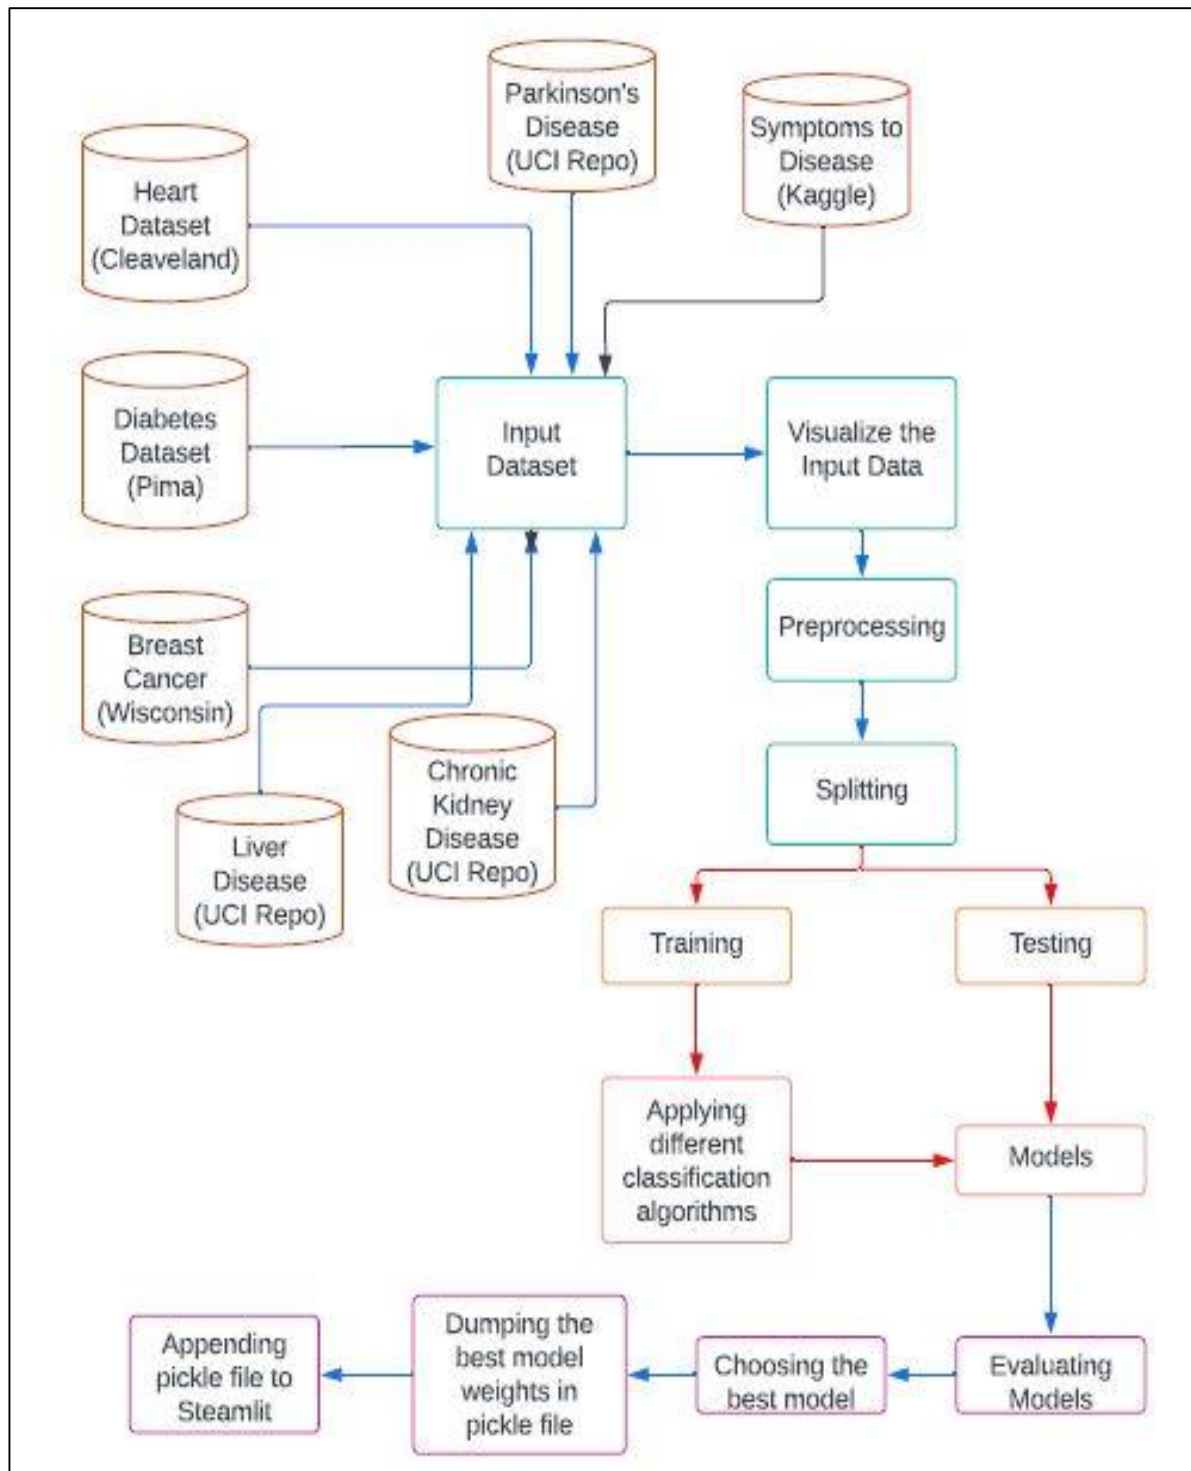 Parkinson's
Disease
(UCI Repo)
Symptoms to
Disease
(Kaggle)
Heart
Dataset
(Cleaveland)
Diabetes
Dataset
(Pima)
Input
Dataset
Visualize the
Input Data
Preprocessing
Breast
Cancer
(Wisconsin)
Chronic
Kidney
Disease
(UCI Repo)
Liver
Disease
(UCI Repo)
Splitting
Training
Testing
Applying
different
classification
algorithms
Models
Evaluating
Models
Choosing the
best model
Dumping the
best model
weights in
pickle file
Appending
pickle file to
Steamlit